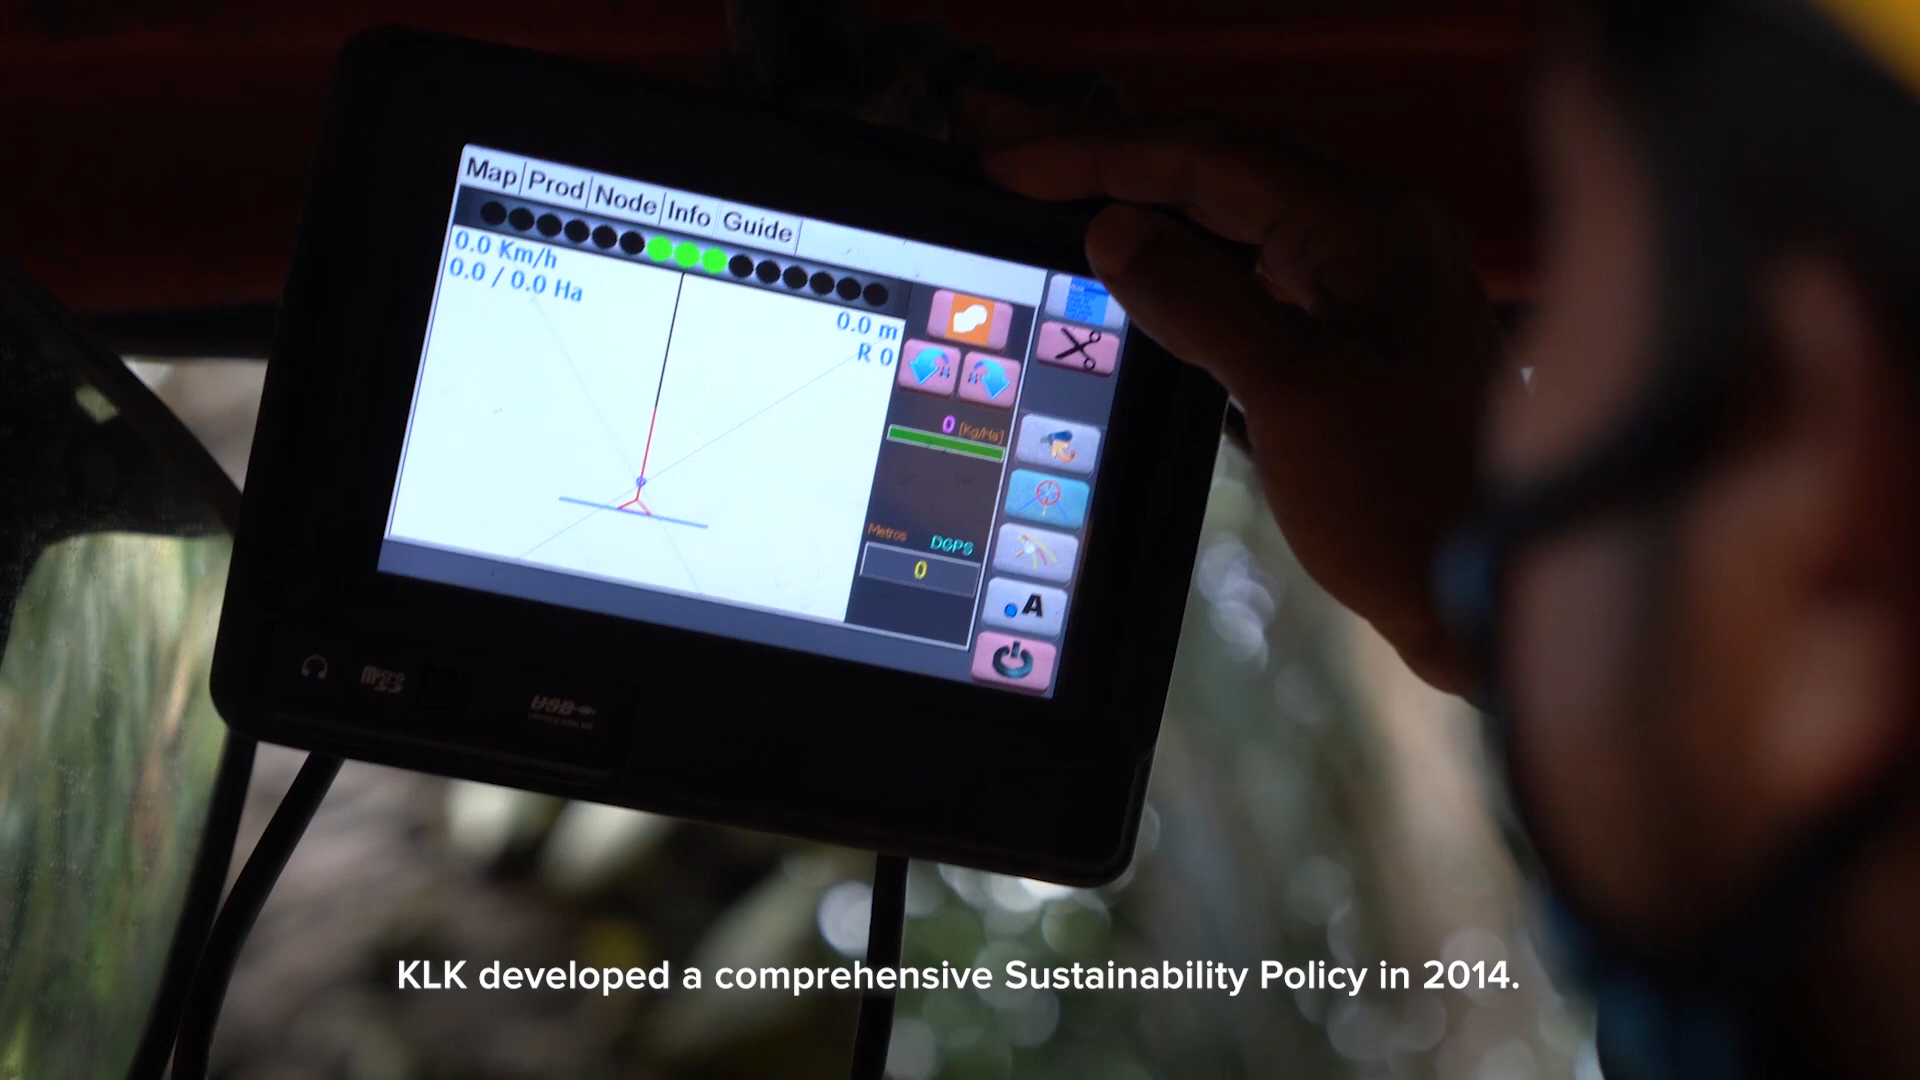 Map Prod Node Info Guide
0.0 Km/h
0.0 / 0.0 Ha
0.0 m
R 0
0 [Kg/Ha]
Metros DGPS
0
A
micro
USB
KLK developed a comprehensive Sustainability Policy in 2014.